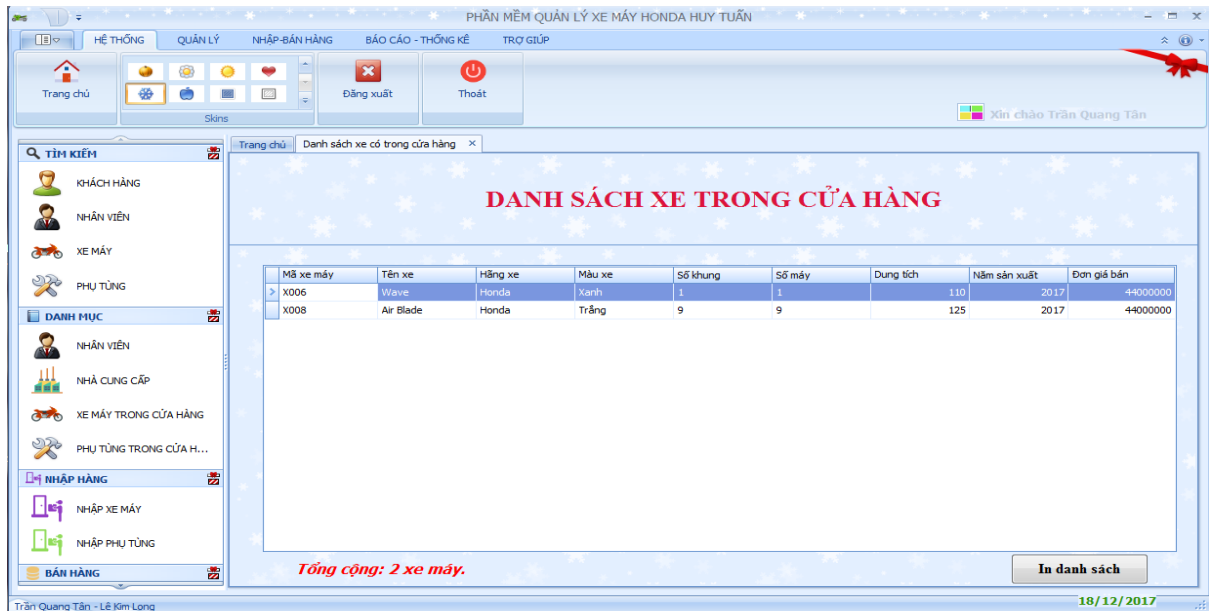 PHẦN MỀM QUẢN LÝ XE MÁY HONDA HUY TUẤN
HỆ THỐNG QUẢN LÝ NHẬP-BÁN HÀNG BÁO CÁO - THỐNG KÊ TRỢ GIÚP
Trang chủ Đăng xuất Thoát
Skins
Xin chào Trần Quang Tân
TÌM KIẾM
KHÁCH HÀNG
NHÂN VIÊN
XE MÁY
PHỤ TÙNG
DANH MỤC
NHÂN VIÊN
NHÀ CUNG CẤP
XE MÁY TRONG CỬA HÀNG
PHỤ TÙNG TRONG CỬA H...
NHẬP HÀNG
NHẬP XE MÁY
NHẬP PHỤ TÙNG
BÁN HÀNG
Trang chủ Danh sách xe có trong cửa hàng
DANH SÁCH XE TRONG CỬA HÀNG
Mã xe máy Tên xe Hãng xe Màu xe Số khung Số máy Dung tích Năm sản xuất Đơn giá bán
X006 Wave Honda Xanh 1 1 110 2017 44000000
X008 Air Blade Honda Trắng 9 9 125 2017 44000000
Tổng cộng: 2 xe máy.
In danh sách
Trần Quang Tân - Lê Kim Long
18/12/2017